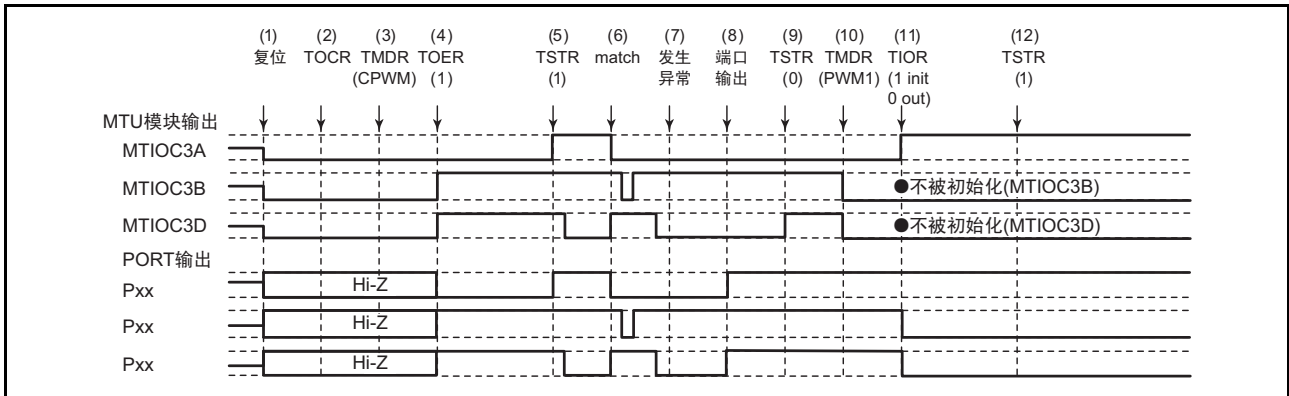 (1) (2) (3) (4) (5) (6) (7) (8) (9) (10) (11) (12)
复位 TOCR TMDR TOER TSTR match 发生 端口 TSTR TMDR TIOR TSTR
(CPWM) (1) (1) 异常 输出 (0) (PWM1) (1 init (1)
0 out)
MTU模块输出
MTIOC3A
MTIOC3B ●不被初始化(MTIOC3B)
MTIOC3D ●不被初始化(MTIOC3D)
PORT输出
Pxx Hi-Z
Pxx Hi-Z
Pxx Hi-Z